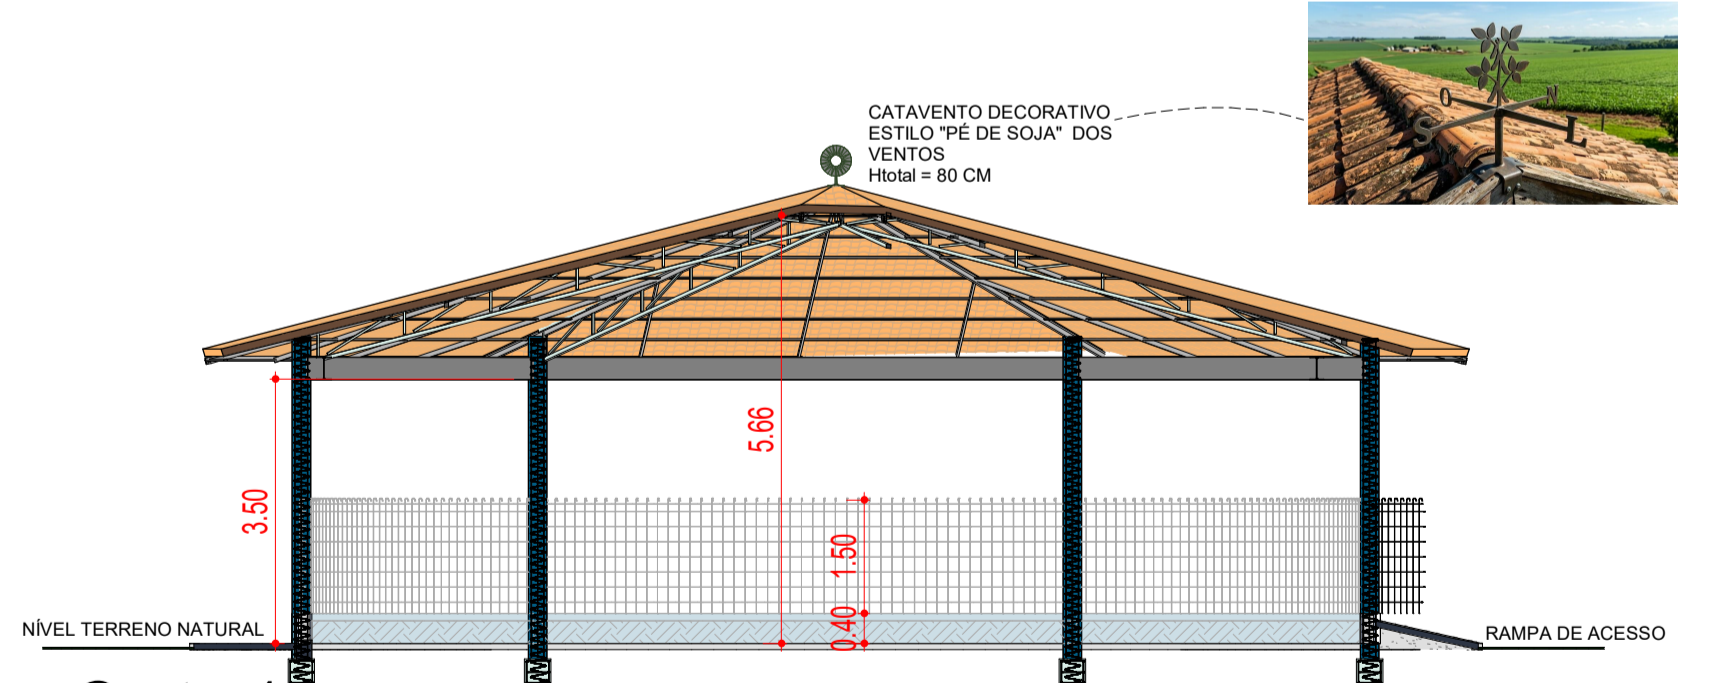 CATAVENTO DECORATIVO
ESTILO "PÉ DE SOJA" DOS
VENTOS
Htotal = 80 CM
O
N
S
L
5.66
3.50
1.50
0.40
NÍVEL TERRENO NATURAL
RAMPA DE ACESSO